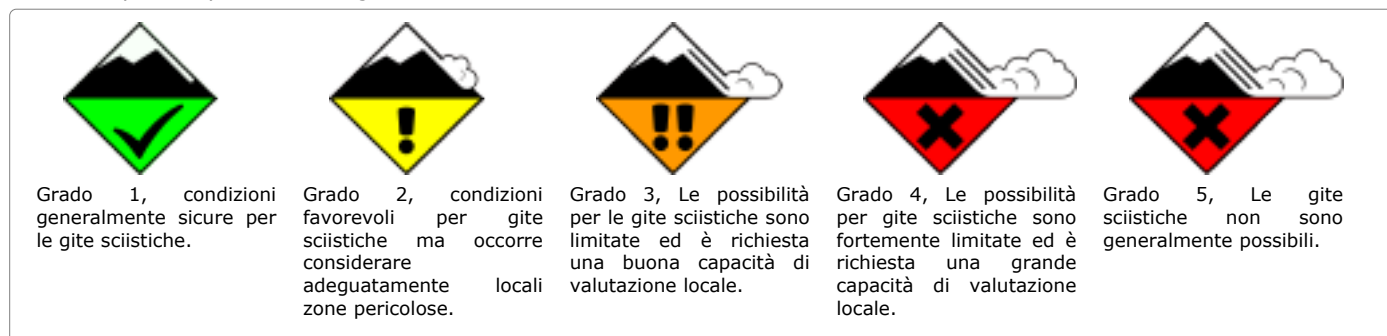 Grado 1, condizioni
generalmente sicure per
le gite sciistiche.
Grado 2, condizioni
favorevoli per gite
sciistiche ma occorre
considerare
adeguatamente locali
zone pericolose.
Grado 3, Le possibilità
per le gite sciistiche sono
limitate ed è richiesta
una buona capacità di
valutazione locale.
Grado 4, Le possibilità
per gite sciistiche sono
fortemente limitate ed è
richiesta una grande
capacità di valutazione
locale.
Grado 5, Le gite
sciistiche non sono
generalmente possibili.